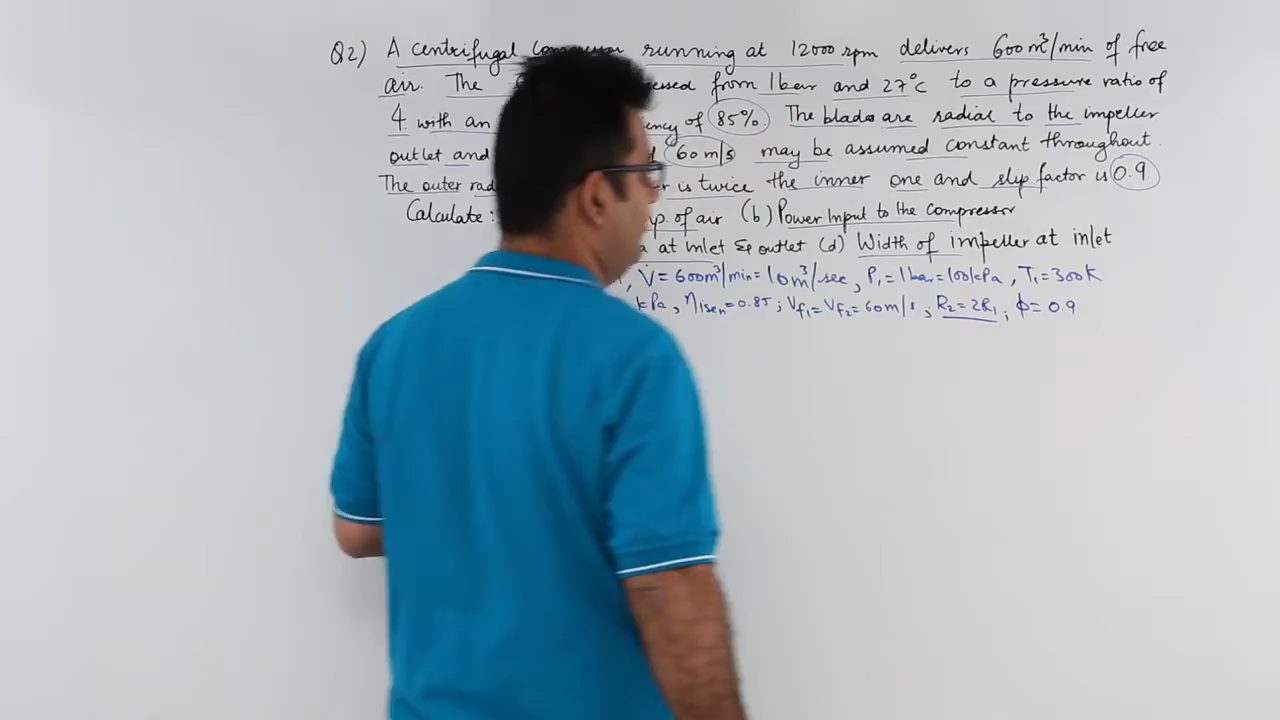 Q2) A centrifugal running at 12000 rpm delivers 600m³/min of free
air. The essed from 1bar and 27°C to a pressure ratio of
4 with an ency of 85%. The blades are radial to the impeller
outlet and 60m/s may be assumed constant throughout.
The outer rad er is twice the inner one and slip factor is 0.9.
Calculate: p. of air (b) Power Input to the compressor
a at inlet & outlet (d) Width of impeller at inlet
, V̇ = 600m³/min = 10m³/sec, P₁ = 1bar = 100kPa, T₁ = 300K
kPa, ηisen = 0.85; Vf₁ = Vf₂ = 60m/s; R₂ = 2R₁; ϕ = 0.9